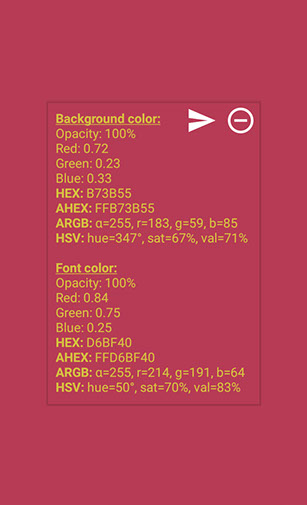 Background color:
Opacity: 100%
Red: 0.72
Green: 0.23
Blue: 0.33
HEX: B73B55
AHEX: FFB73B55
ARGB: α=255, r=183, g=59, b=85
HSV: hue=347°, sat=67%, val=71%
Font color:
Opacity: 100%
Red: 0.84
Green: 0.75
Blue: 0.25
HEX: D6BF40
AHEX: FFD6BF40
ARGB: α=255, r=214, g=191, b=64
HSV: hue=50°, sat=70%, val=83%